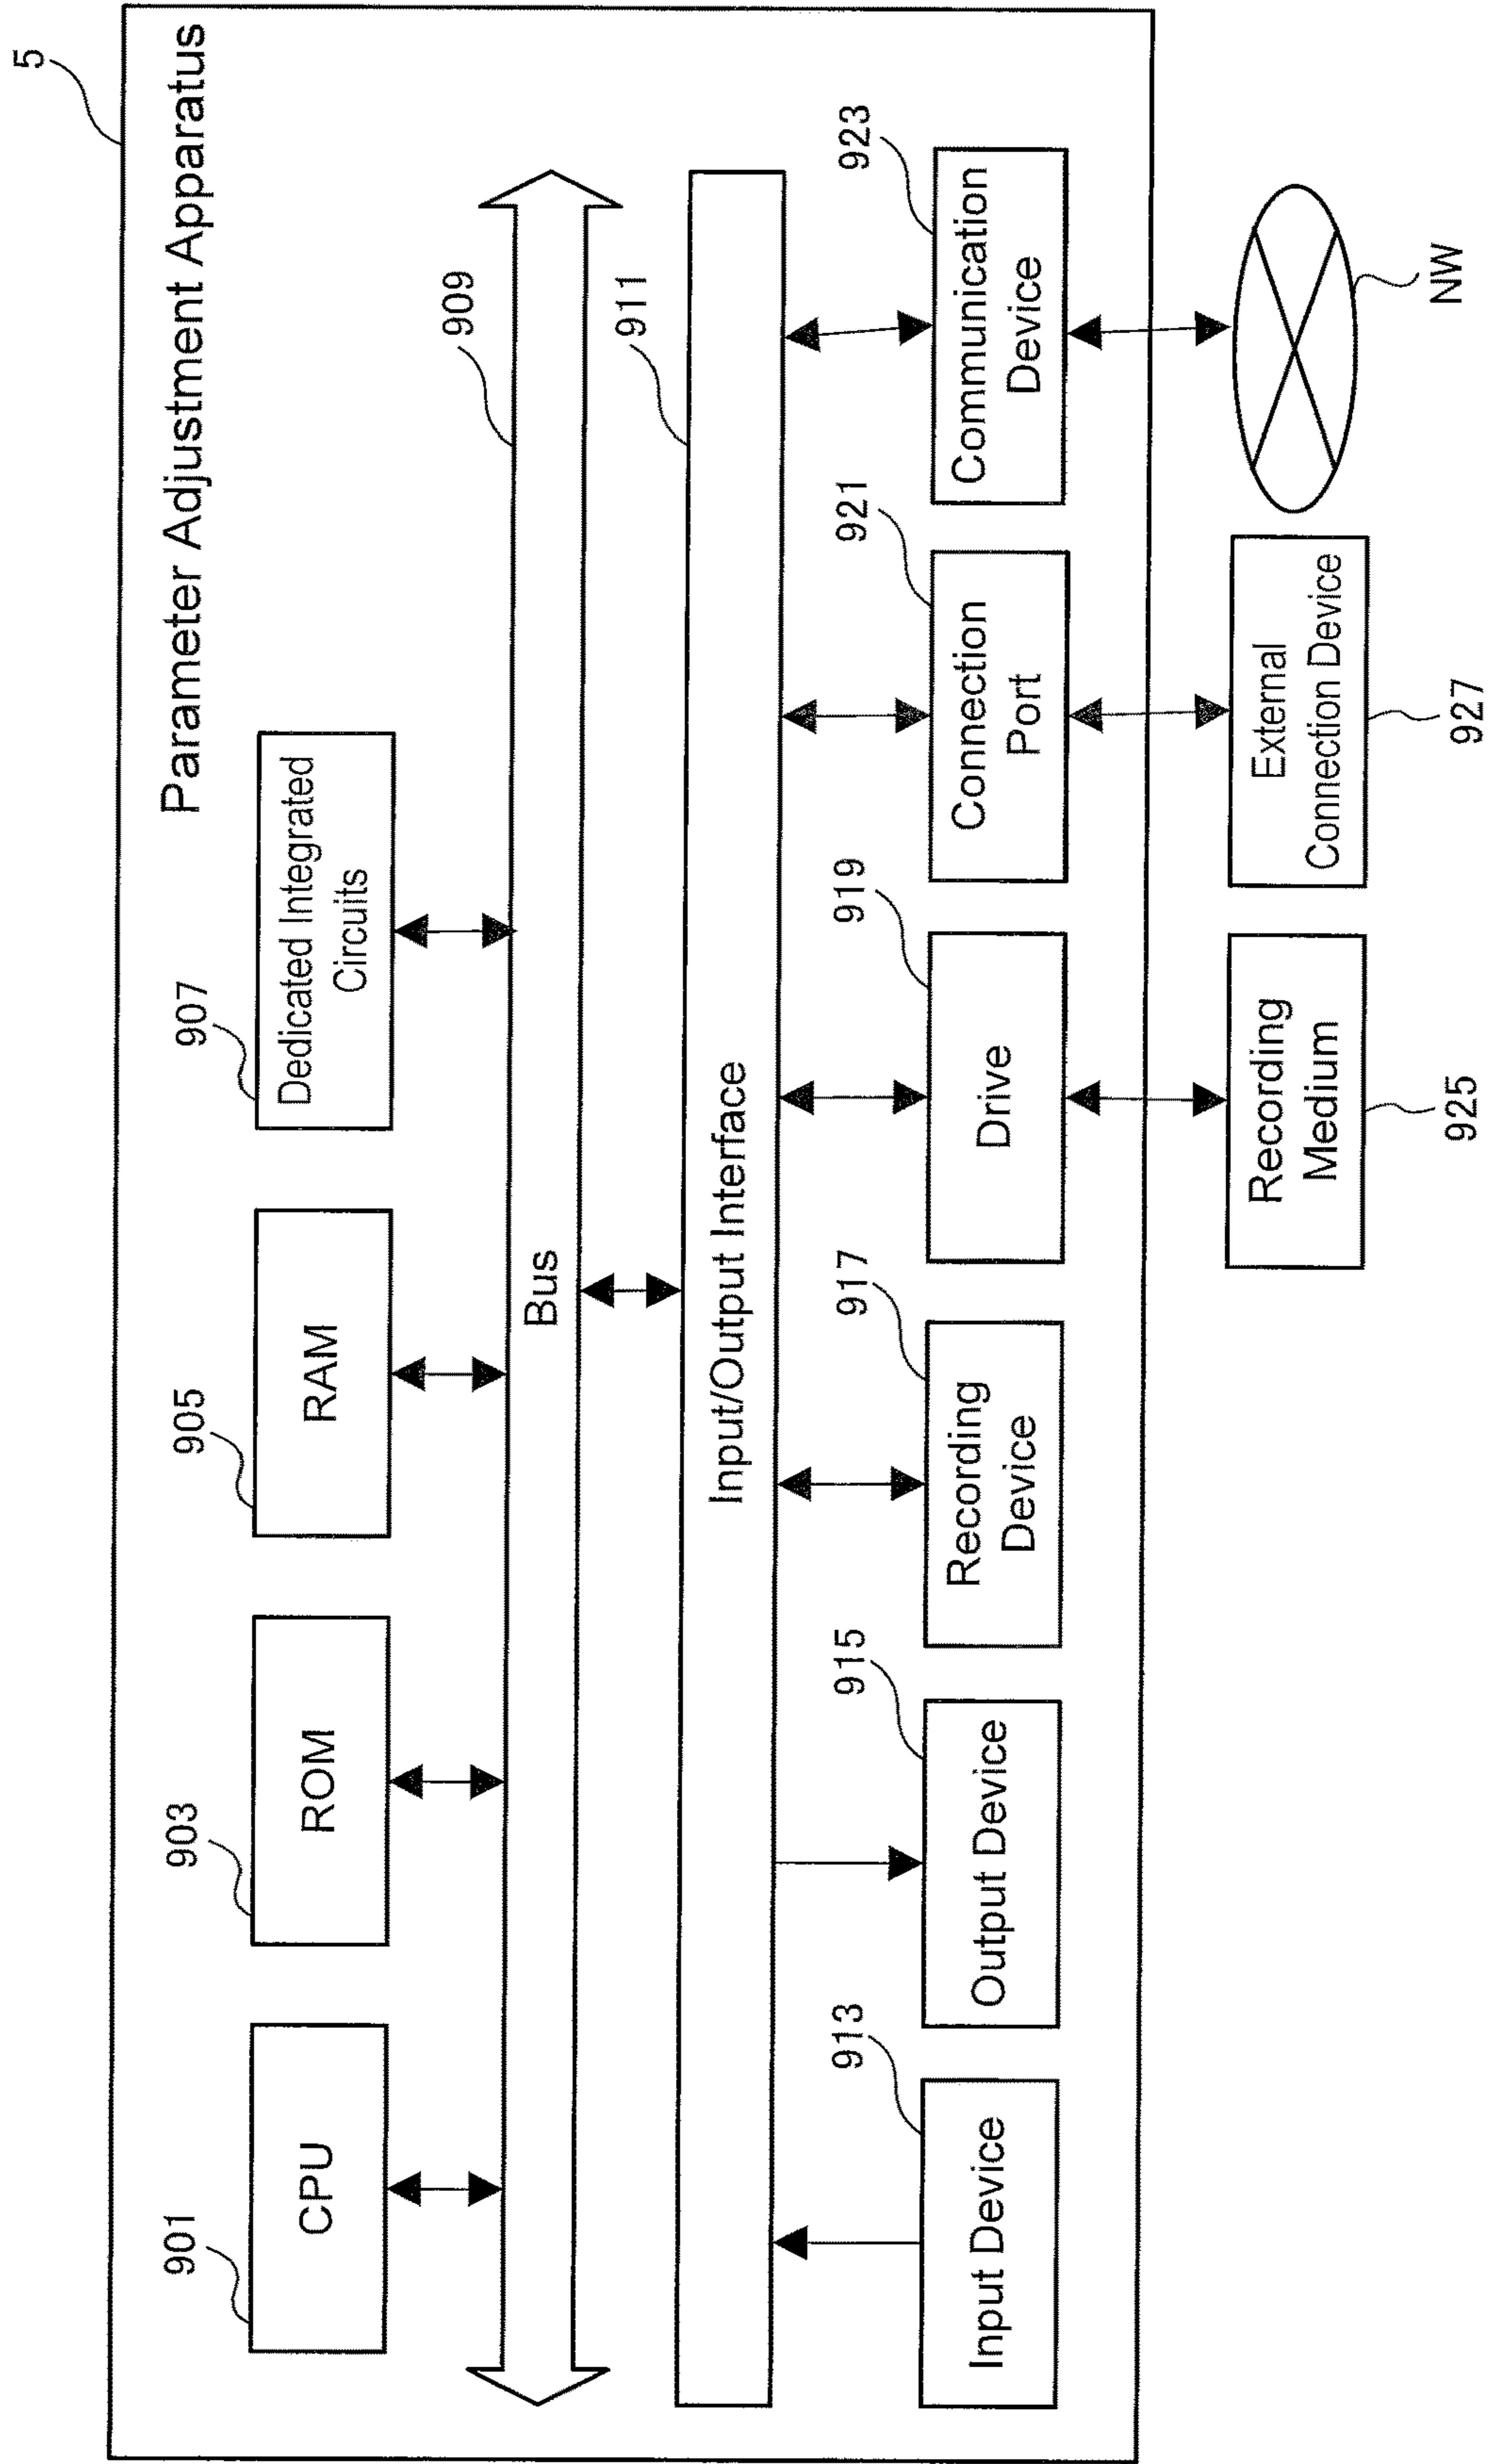 5
Parameter Adjustment Apparatus
901
CPU
903
ROM
905
RAM
907
Dedicated Integrated
Circuits
909
Bus
911
Input/Output Interface
913
Input Device
915
Output Device
917
Recording
Device
919
Drive
921
Connection
Port
923
Communication
Device
Recording
Medium
925
External
Connection Device
927
NW